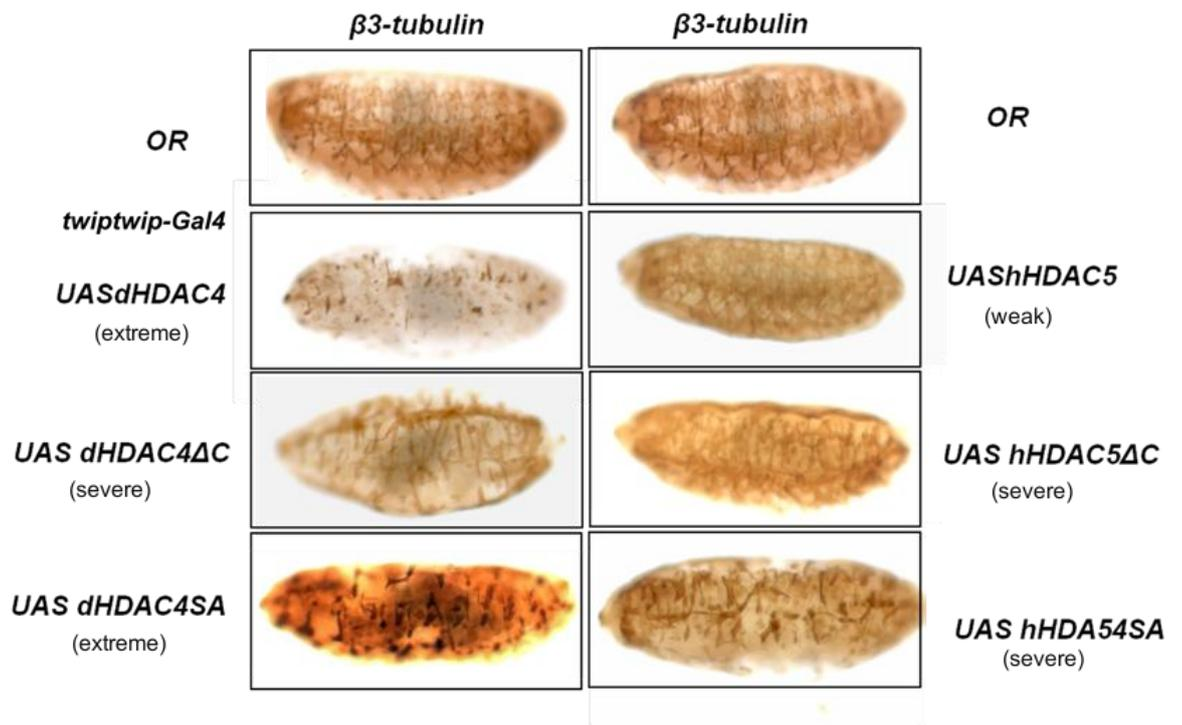 β3-tubulin
β3-tubulin
OR
OR
twiptwip-Gal4
UASdHDAC4
(extreme)
UAShHDAC5
(weak)
UAS dHDAC4ΔC
(severe)
UAS hHDAC5ΔC
(severe)
UAS dHDAC4SA
(extreme)
UAS hHDA54SA
(severe)